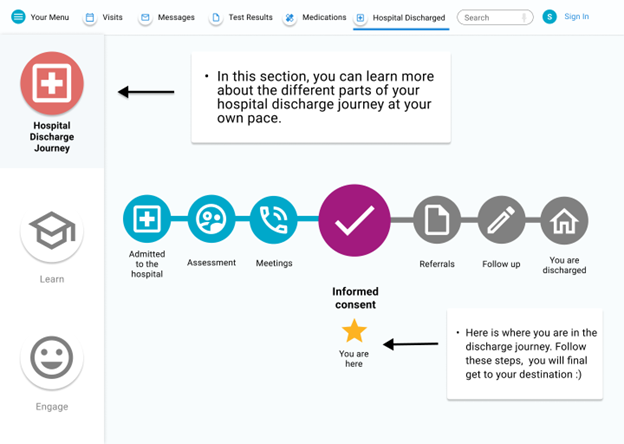 Your Menu
Visits
Messages
Test Results
Medications
Hospital Discharged
Search
S
Sign In
Hospital
Discharge
Journey
• In this section, you can learn more
about the different parts of your
hospital discharge journey at your
own pace.
Admitted
to the
hospital
Assessment
Meetings
Informed
consent
Referrals
Follow up
You are
discharged
Learn
You are
here
• Here is where you are in the
discharge journey. Follow
these steps, you will final
get to your destination :)
Engage